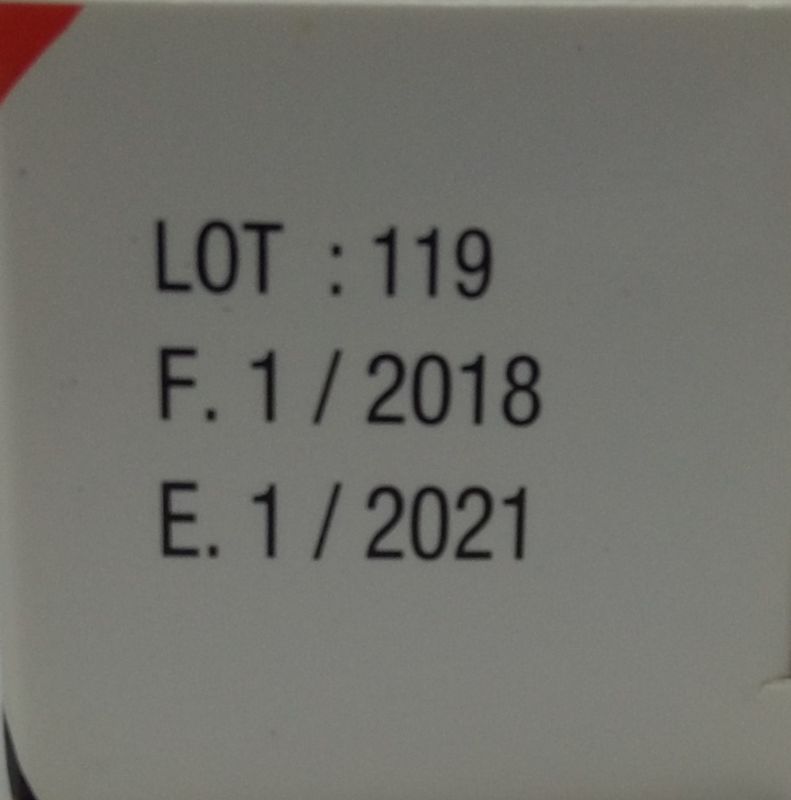 LOT : 119
F. 1 / 2018
E. 1 / 2021